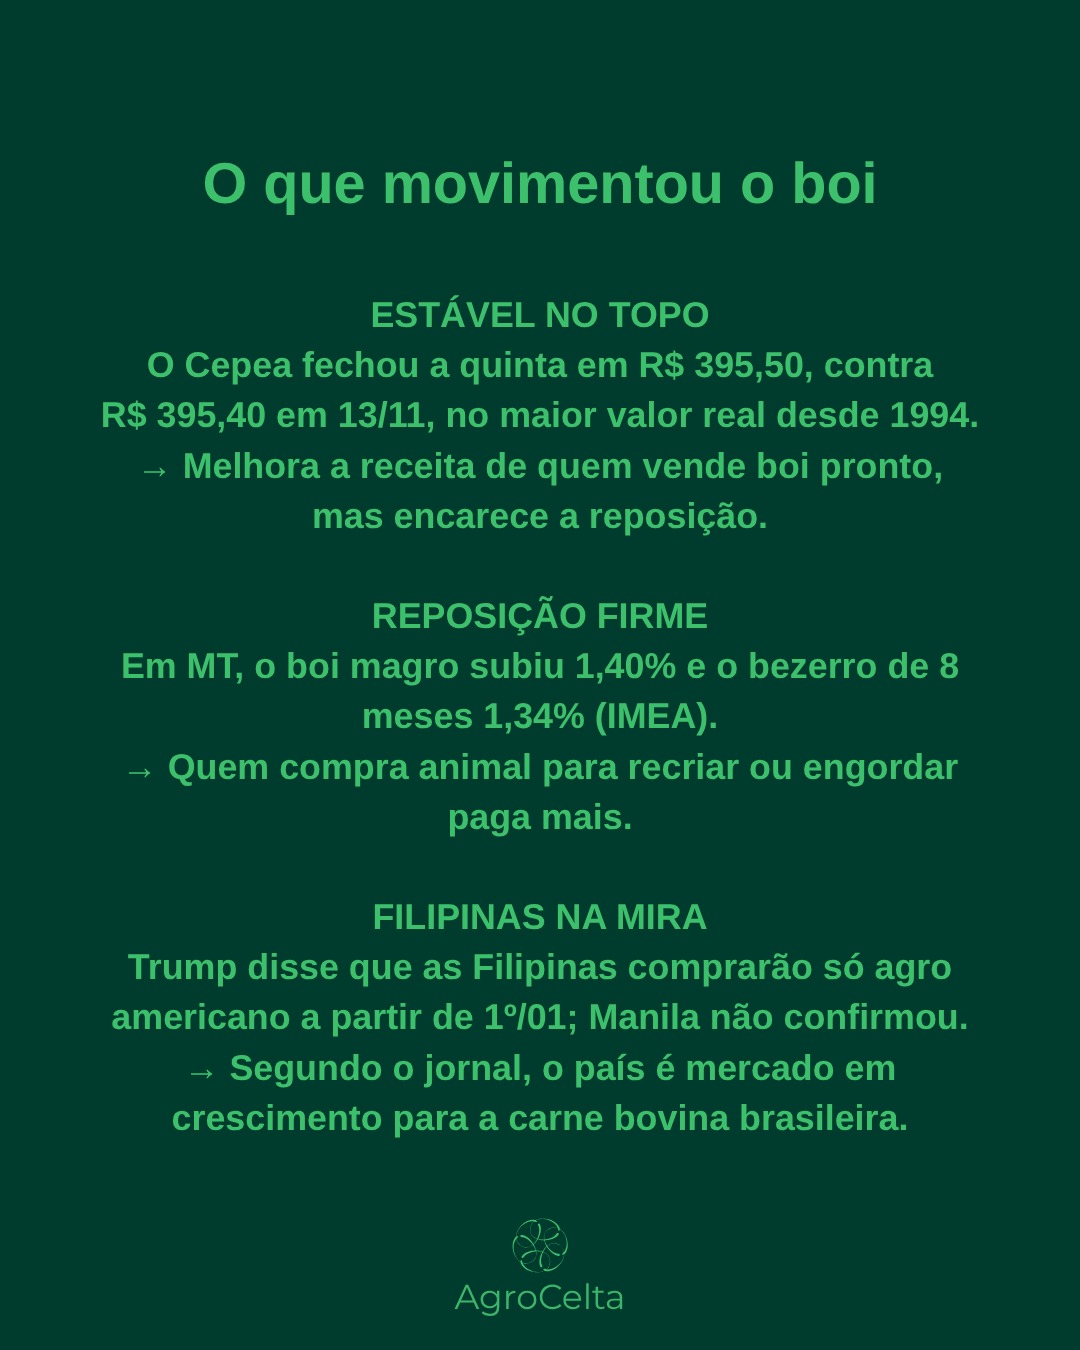 O que movimentou o boi
ESTÁVEL NO TOPO
O Cepea fechou a quinta em R$ 395,50, contra
R$ 395,40 em 13/11, no maior valor real desde 1994.
→ Melhora a receita de quem vende boi pronto,
mas encarece a reposição.
REPOSIÇÃO FIRME
Em MT, o boi magro subiu 1,40% e o bezerro de 8
meses 1,34% (IMEA).
→ Quem compra animal para recriar ou engordar
paga mais.
FILIPINAS NA MIRA
Trump disse que as Filipinas comprarão só agro
americano a partir de 1º/01; Manila não confirmou.
→ Segundo o jornal, o país é mercado em
crescimento para a carne bovina brasileira.
AgroCelta